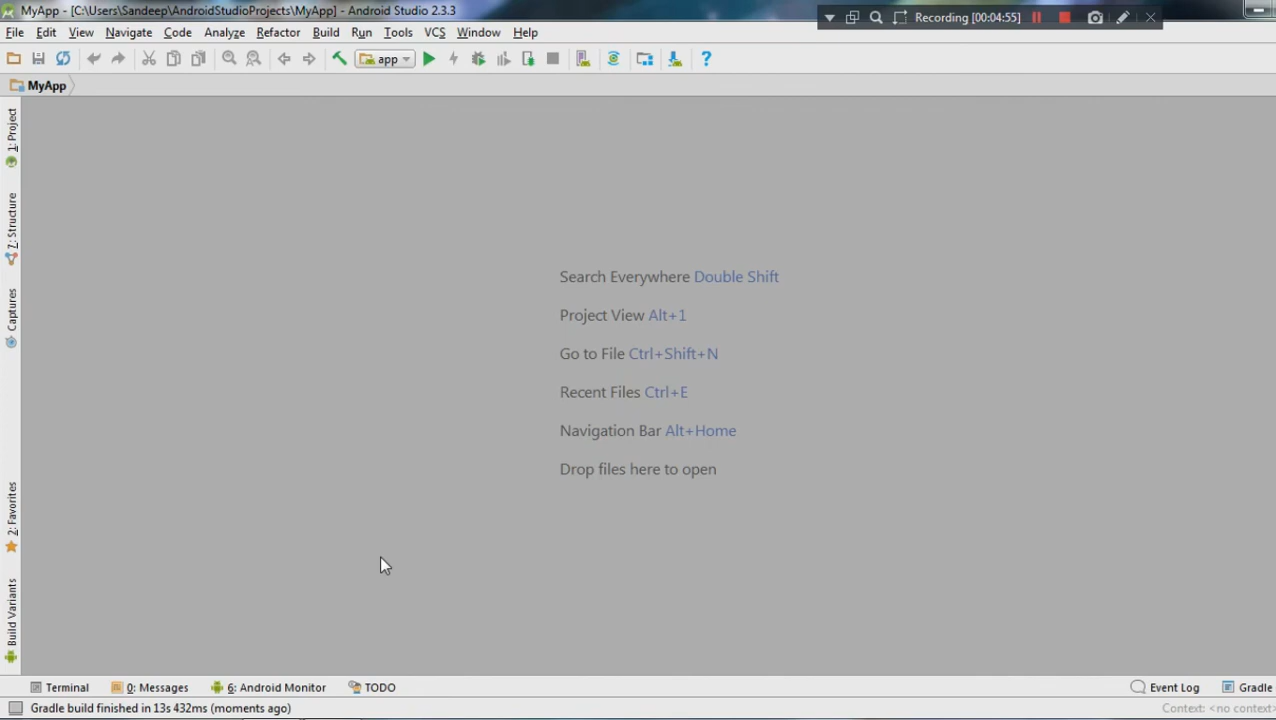 MyApp - [C:\Users\Sandeep\AndroidStudioProjects\MyApp] - Android Studio 2.3.3
Recording [00:04:55]
File Edit View Navigate Code Analyze Refactor Build Run Tools VCS Window Help
app
?
MyApp
1: Project
7: Structure
Captures
2: Favorites
Build Variants
Search Everywhere Double Shift
Project View Alt+1
Go to File Ctrl+Shift+N
Recent Files Ctrl+E
Navigation Bar Alt+Home
Drop files here to open
Terminal 0: Messages 6: Android Monitor TODO Event Log Gradle
Gradle build finished in 13s 432ms (moments ago) Context: <no context>